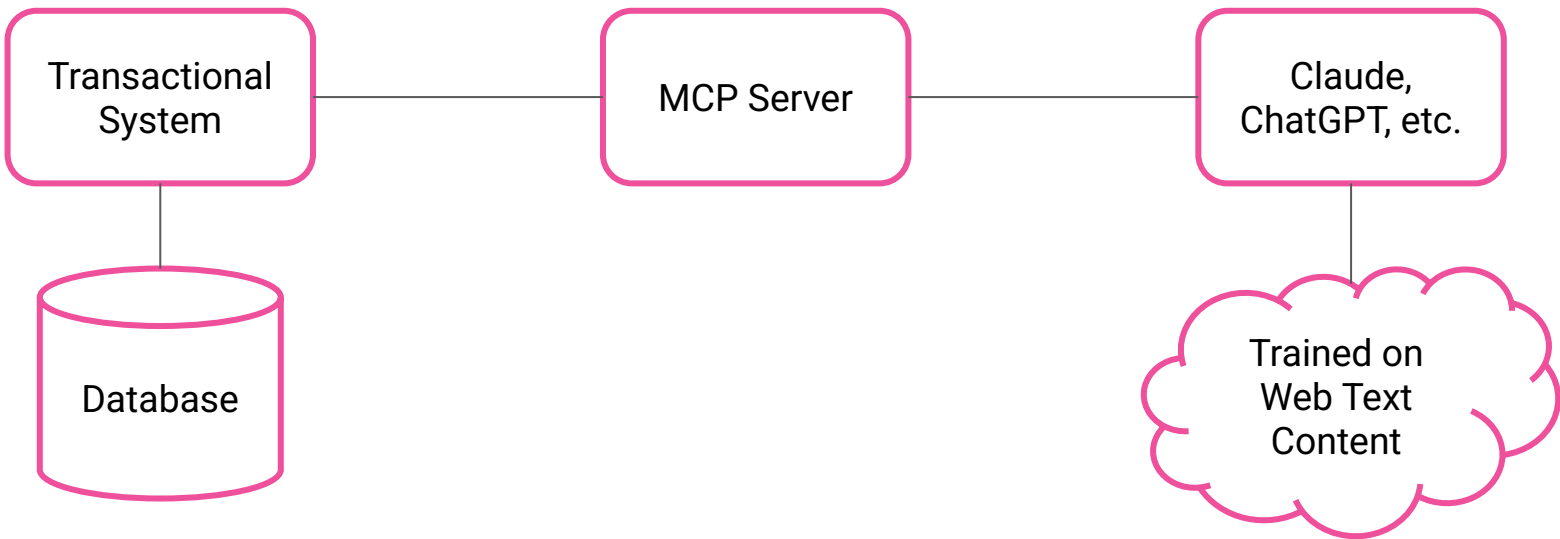 Transactional
System
MCP Server
Claude,
ChatGPT, etc.
Database
Trained on
Web Text
Content